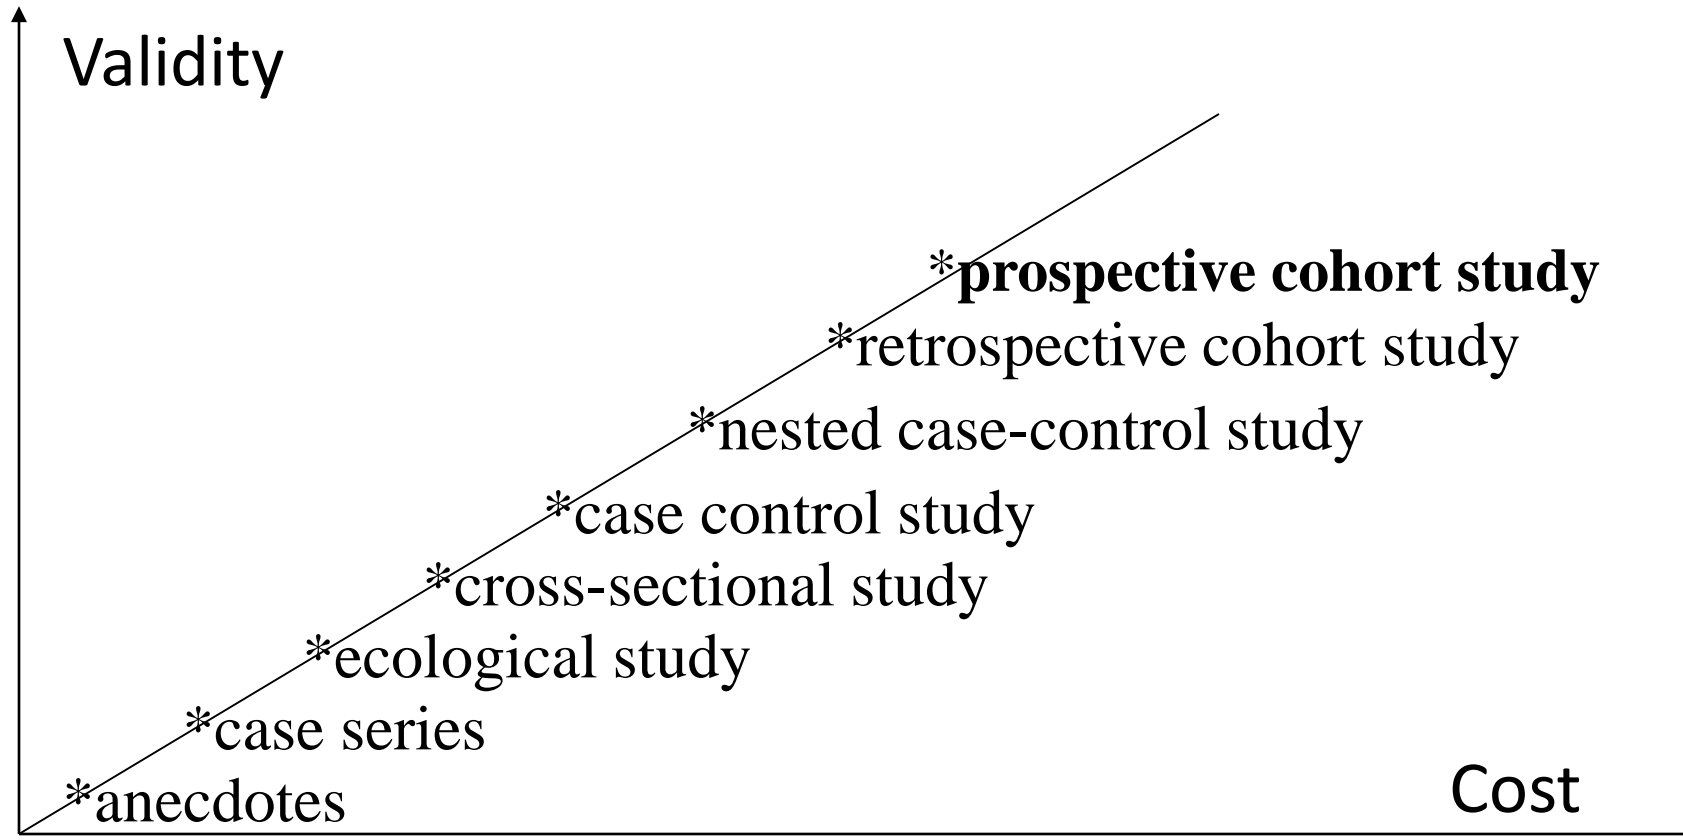 Validity
*prospective cohort study
*retrospective cohort study
*nested case-control study
*case control study
*cross-sectional study
*ecological study
*case series
*anecdotes
Cost